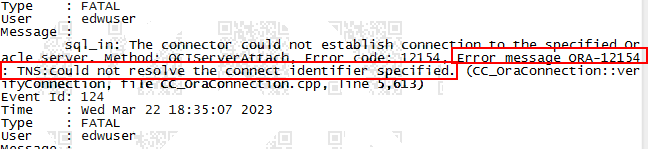 Type    : FATAL
User    : edwuser
Message :
        sql_in: The connector could not establish connection to the specified Or
acle server. Method: OCIServerAttach, Error code: 12154, Error message ORA-12154
: TNS:could not resolve the connect identifier specified. (CC_OraConnection::ver
ifyConnection, file CC_OraConnection.cpp, line 5,613)
Event Id: 124
Time    : Wed Mar 22 18:35:07 2023
Type    : FATAL
User    : edwuser
Message :